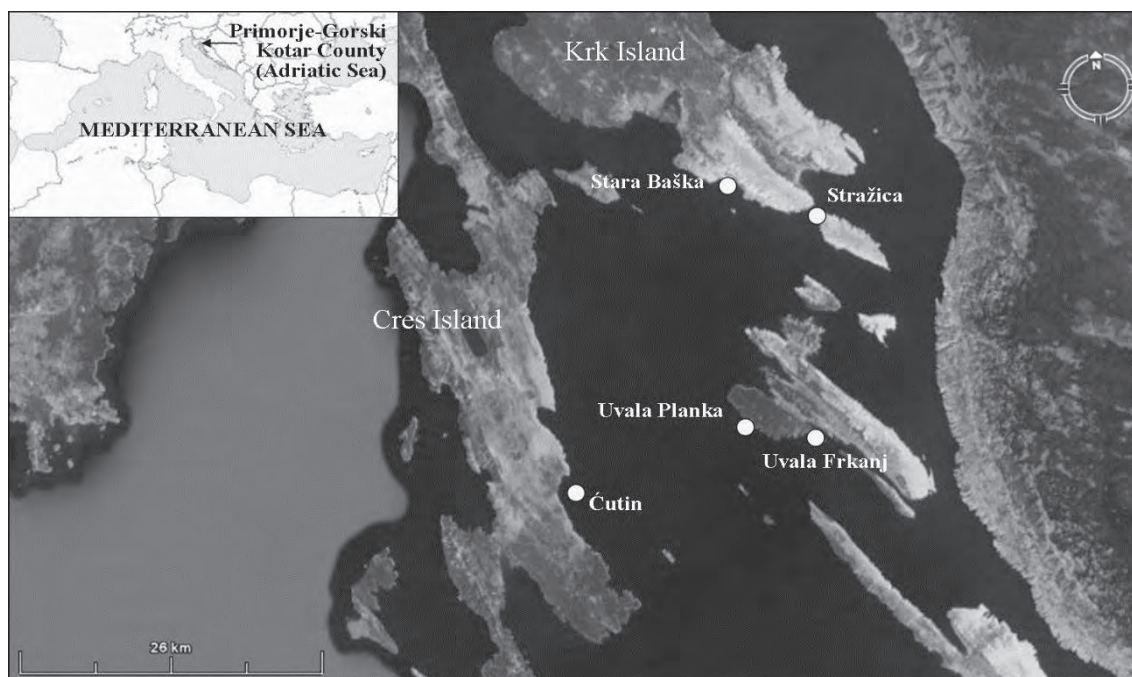 Primorje-Gorski
Kotar County
(Adriatic Sea)
MEDITERRANEAN SEA
Krk Island
N
Stara Baška
Stražica
Cres Island
Uvala Planka
Uvala Frkanj
Ćutin
26 km